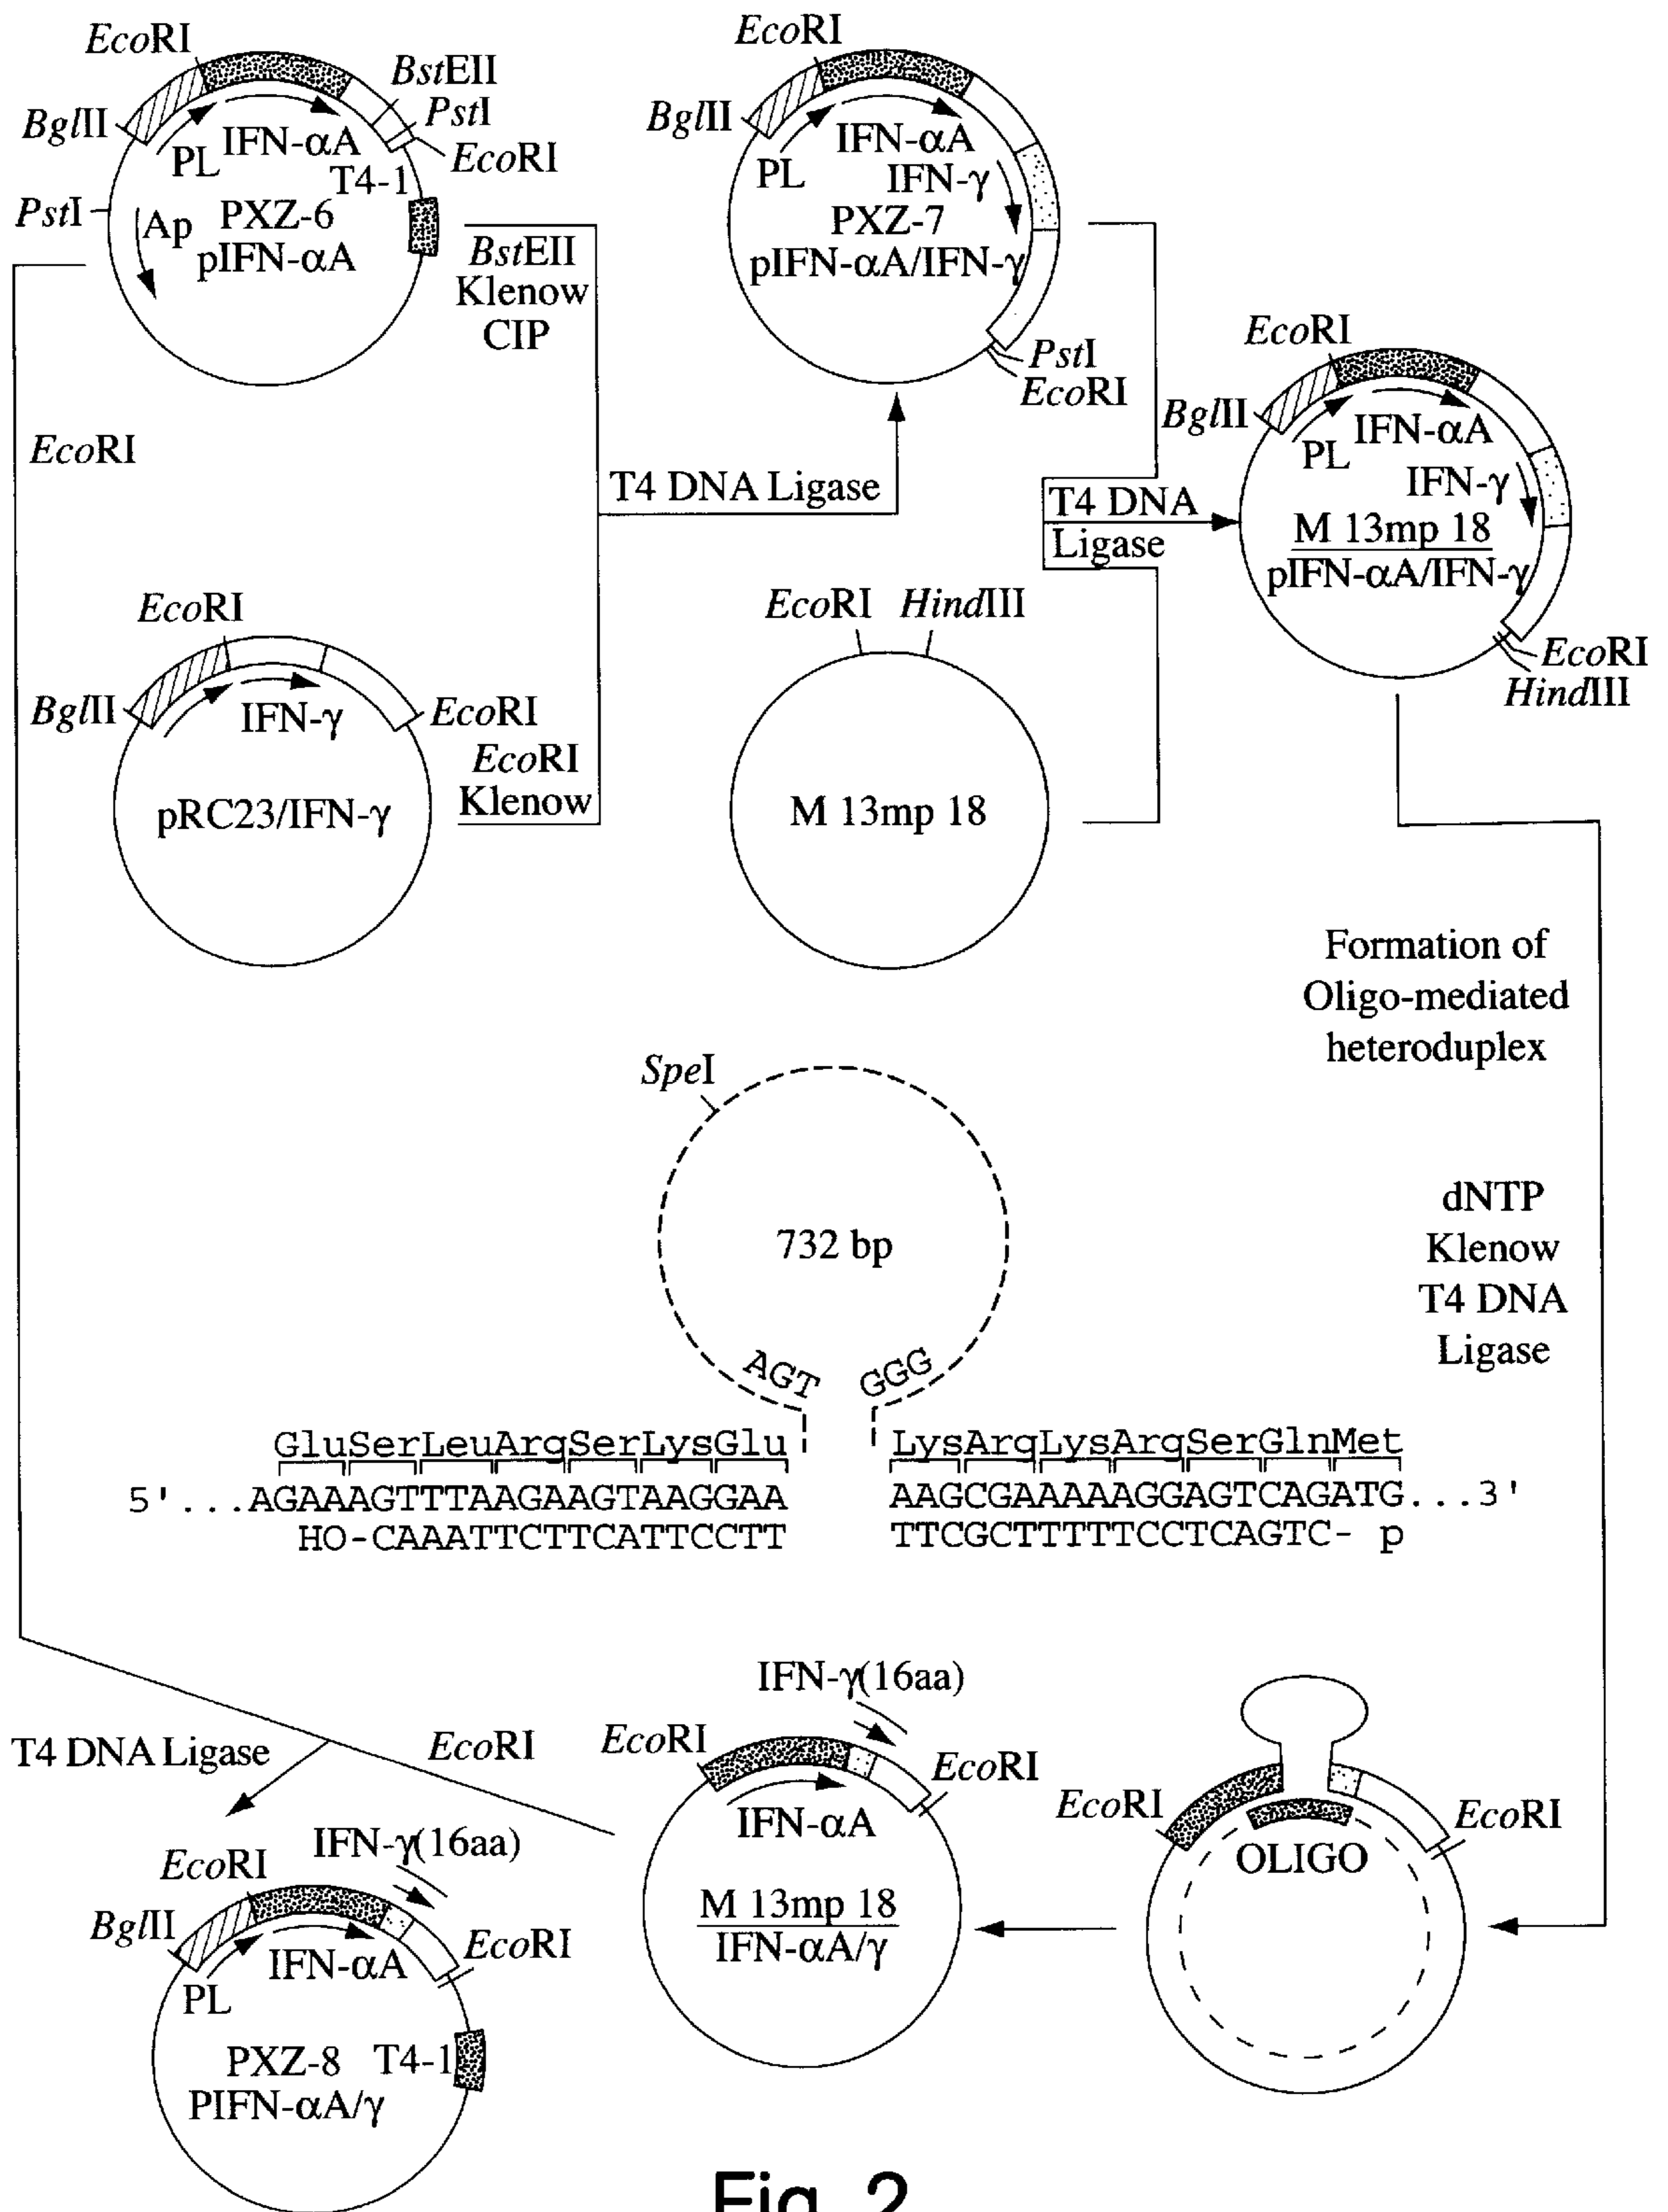 EcoRI
BstEII
PstI
EcoRI
BglII
PL
IFN-αA
T4-1
PstI
Ap
PXZ-6
pIFN-αA
BstEII
Klenow
CIP
EcoRI
EcoRI
BglII
PL
IFN-αA
IFN-γ
PXZ-7
pIFN-αA/IFN-γ
PstI
EcoRI
T4 DNA Ligase
T4 DNA
Ligase
EcoRI
BglII
PL
IFN-αA
IFN-γ
M 13mp 18
pIFN-αA/IFN-γ
EcoRI
HindIII
EcoRI
BglII
IFN-γ
EcoRI
EcoRI
Klenow
pRC23/IFN-γ
EcoRI HindIII
M 13mp 18
Formation of
Oligo-mediated
heteroduplex
SpeI
732 bp
dNTP
Klenow
T4 DNA
Ligase
AGT GGG
GluSerLeuArgSerLysGlu LysArgLysArgSerGlnMet
5'...AGAAAGTTTAAGAAGTAAGGAA AAGCGAAAAAGGAGTCAGATG...3'
HO-CAAATTCTTCATTCCTT TTCGCTTTTTCCTCAGTC- p
T4 DNA Ligase
EcoRI
IFN-γ(16aa)
EcoRI
EcoRI
IFN-αA
M 13mp 18
IFN-αA/γ
EcoRI
EcoRI
OLIGO
IFN-γ(16aa)
EcoRI
BglII
EcoRI
IFN-αA
PL
PXZ-8 T4-1
PIFN-αA/γ
Fig. 2